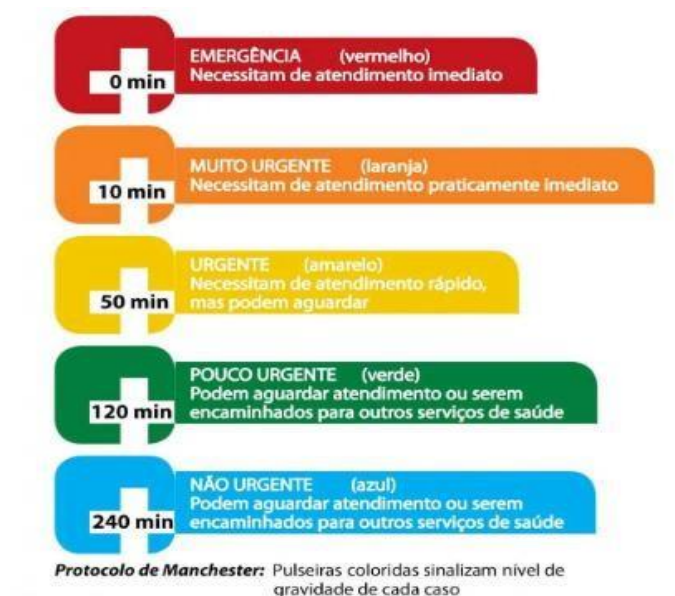 EMERGÊNCIA (vermelho)
Necessitam de atendimento imediato
0 min
MUITO URGENTE (laranja)
Necessitam de atendimento praticamente imediato
10 min
URGENTE (amarelo)
Necessitam de atendimento rápido,
mas podem aguardar
50 min
POUCO URGENTE (verde)
Podem aguardar atendimento ou serem
encaminhados para outros serviços de saúde
120 min
NÃO URGENTE (azul)
Podem aguardar atendimento ou serem
encaminhados para outros serviços de saúde
240 min
Protocolo de Manchester: Pulseiras coloridas sinalizam nível de
gravidade de cada caso